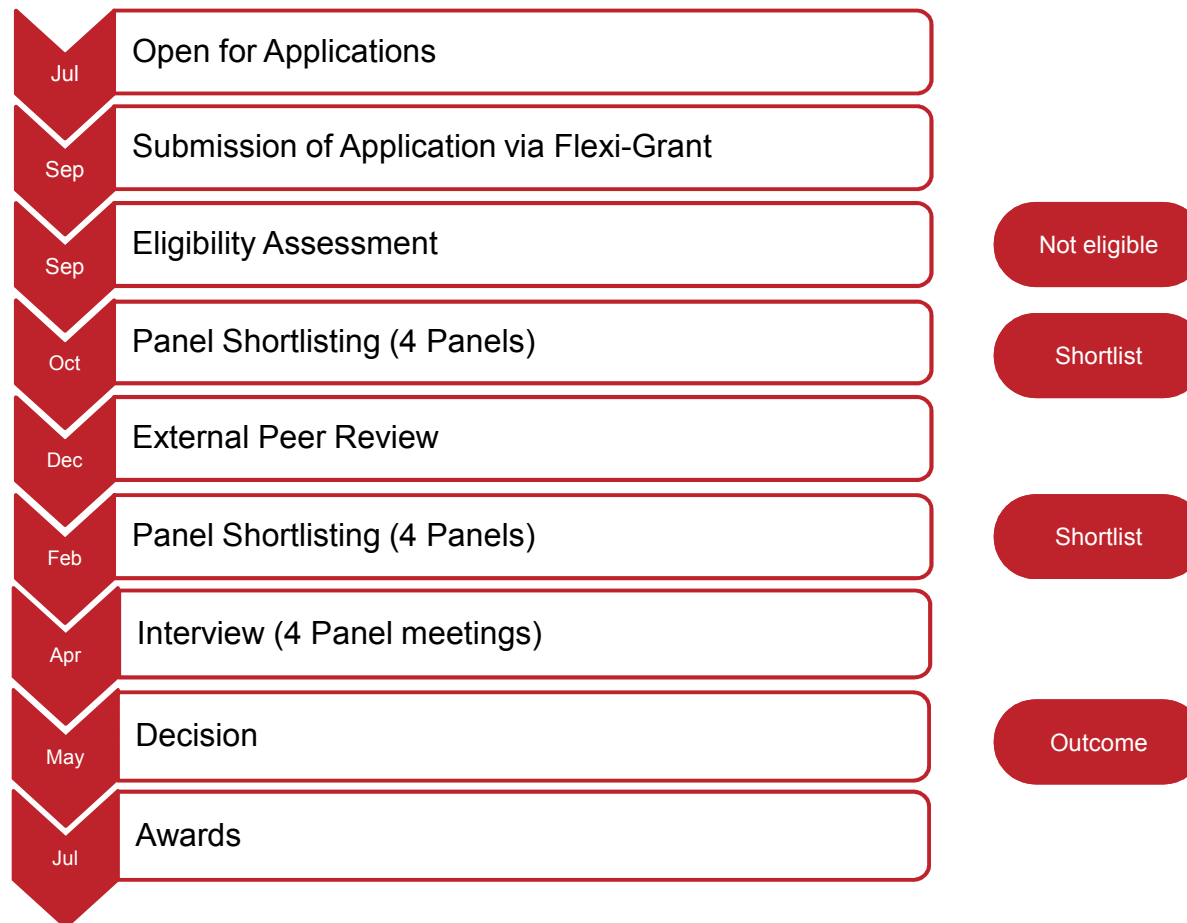 Jul
Open for Applications
Sep
Submission of Application via Flexi-Grant
Sep
Eligibility Assessment
Not eligible
Oct
Panel Shortlisting (4 Panels)
Shortlist
Dec
External Peer Review
Feb
Panel Shortlisting (4 Panels)
Shortlist
Apr
Interview (4 Panel meetings)
May
Decision
Outcome
Jul
Awards